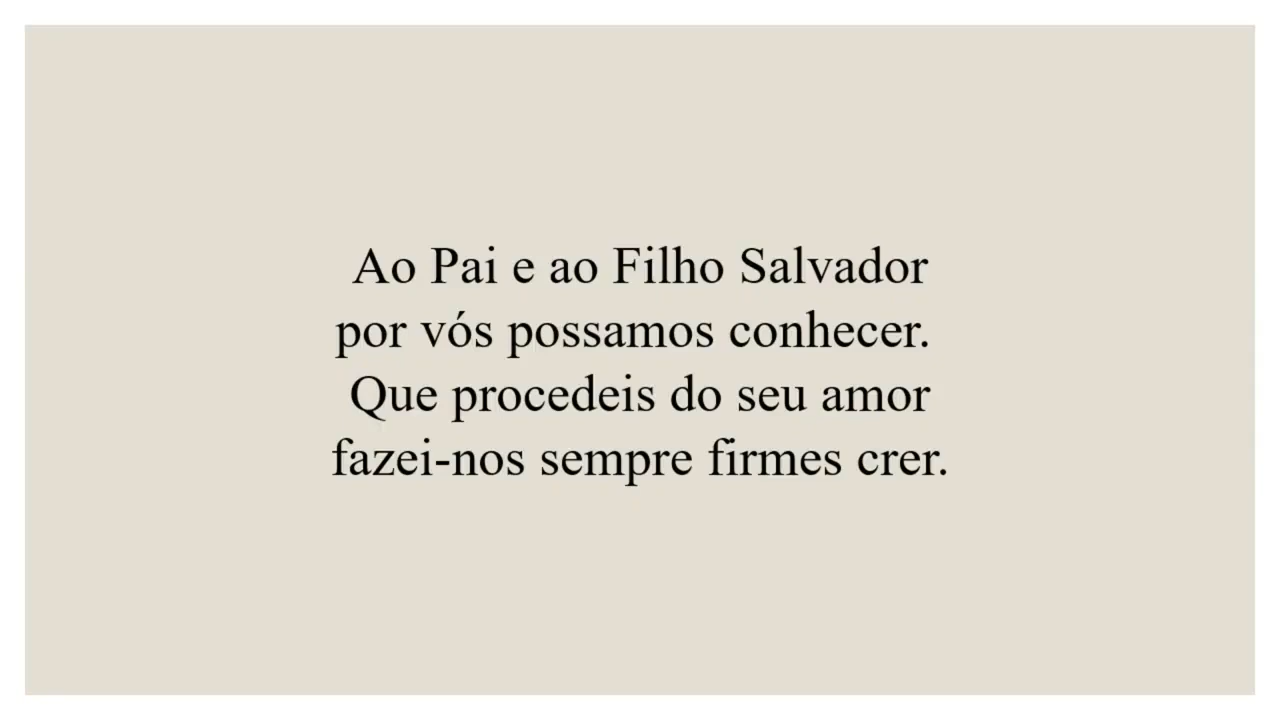 Ao Pai e ao Filho Salvador
por vós possamos conhecer.
Que procedeis do seu amor
fazei-nos sempre firmes crer.